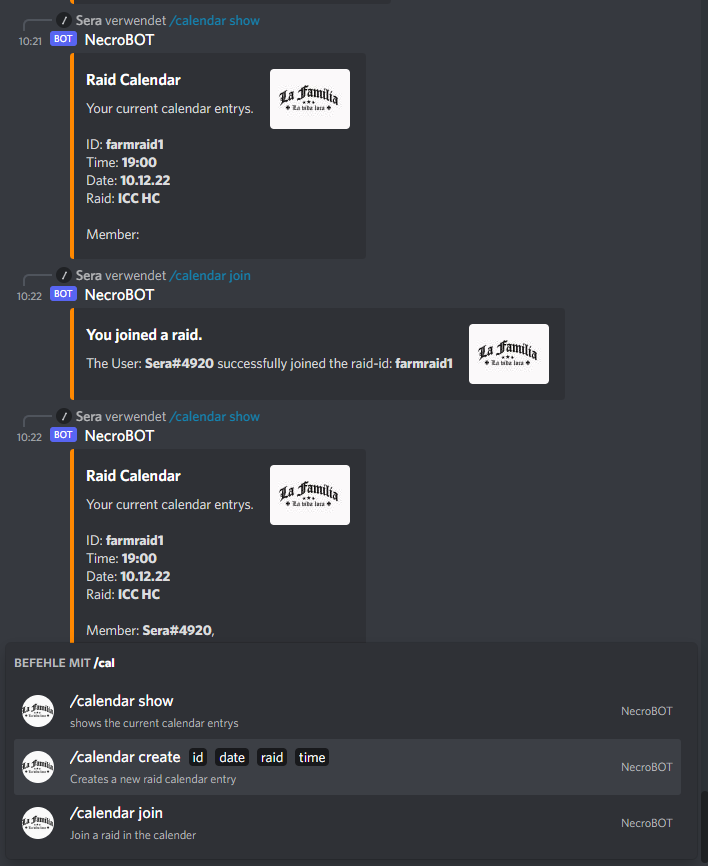 Sera verwendet /calendar show
10:21 BOT NecroBOT
Raid Calendar
Your current calendar entrys.
La Familia
La vida loca
ID: farmraid1
Time: 19:00
Date: 10.12.22
Raid: ICC HC
Member:
Sera verwendet /calendar join
10:22 BOT NecroBOT
You joined a raid.
The User: Sera#4920 successfully joined the raid-id: farmraid1
La Familia
La vida loca
Sera verwendet /calendar show
10:22 BOT NecroBOT
Raid Calendar
Your current calendar entrys.
La Familia
La vida loca
ID: farmraid1
Time: 19:00
Date: 10.12.22
Raid: ICC HC
Member: Sera#4920,
BEFEHLE MIT /cal
La Familia
/calendar show
shows the current calendar entrys
NecroBOT
La Familia
/calendar create id date raid time
Creates a new raid calendar entry
NecroBOT
La Familia
/calendar join
Join a raid in the calender
NecroBOT